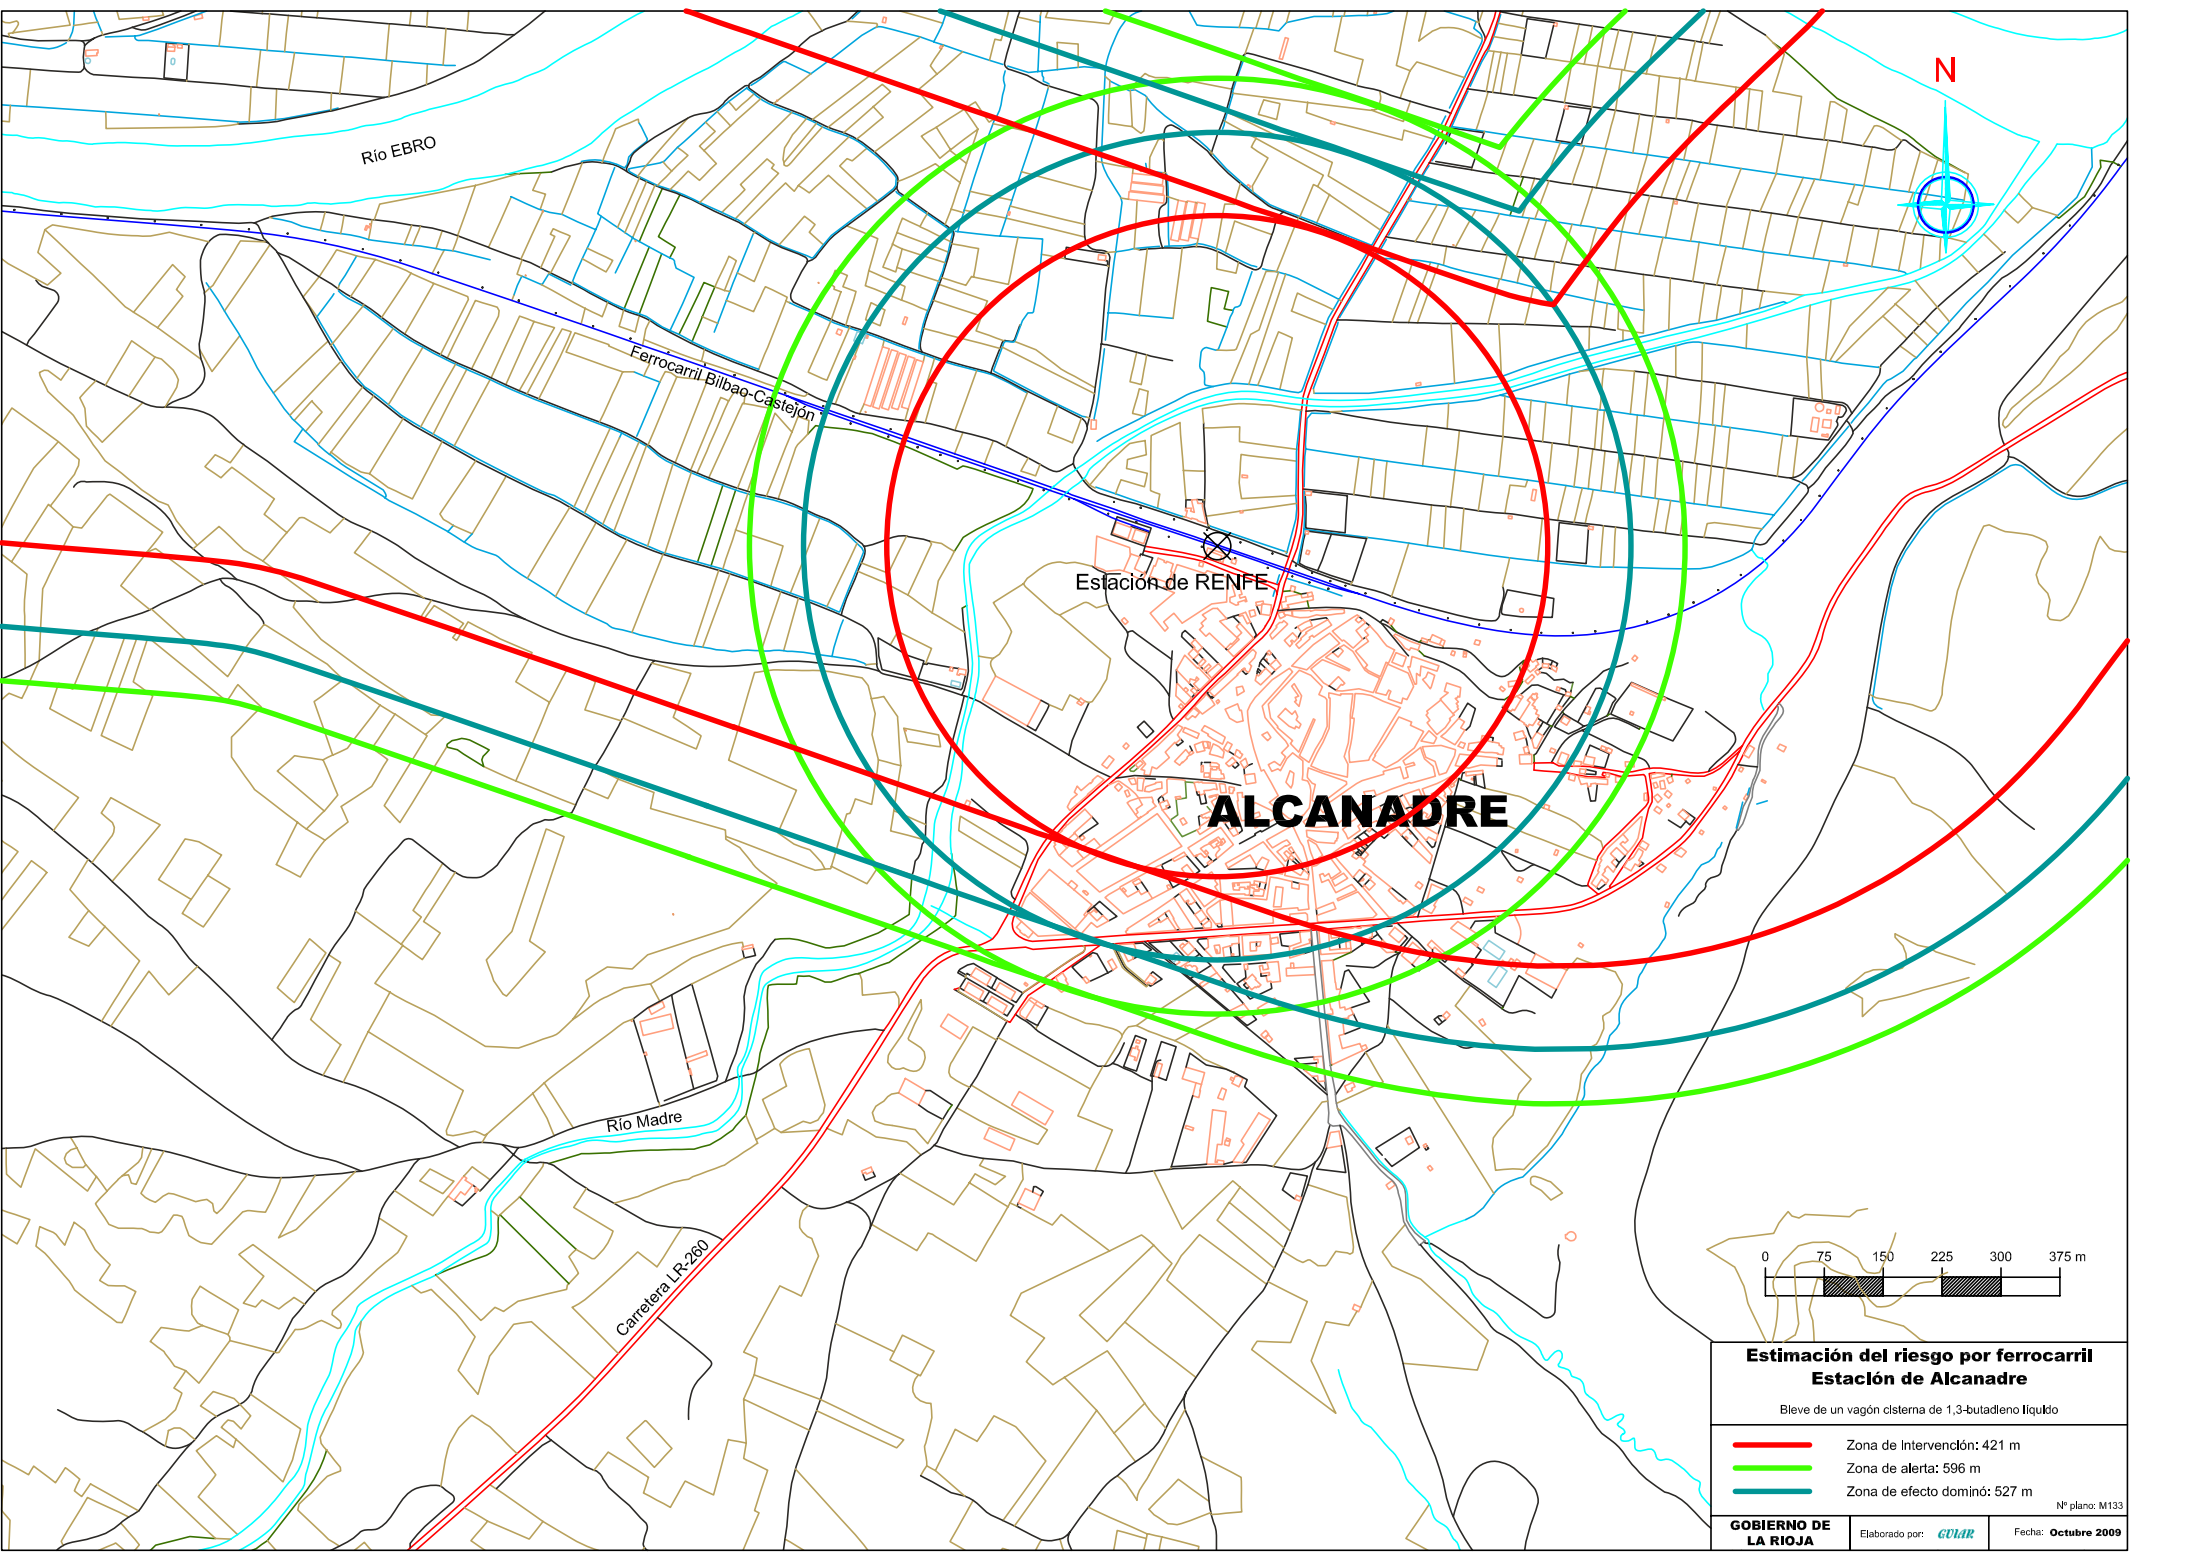 N
Río EBRO
Ferrocarril Bilbao-Castejón
Estación de RENFE
ALCANADRE
Río Madre
Carretera LR-260
0 75 150 225 300 375 m
Estimación del riesgo por ferrocarril
Estación de Alcanadre
Bleve de un vagón cisterna de 1,3-butadieno líquido
Zona de Intervención: 421 m
Zona de alerta: 596 m
Zona de efecto dominó: 527 m
Nº plano: M133
GOBIERNO DE
LA RIOJA
Elaborado por: GUIAR
Fecha: Octubre 2009